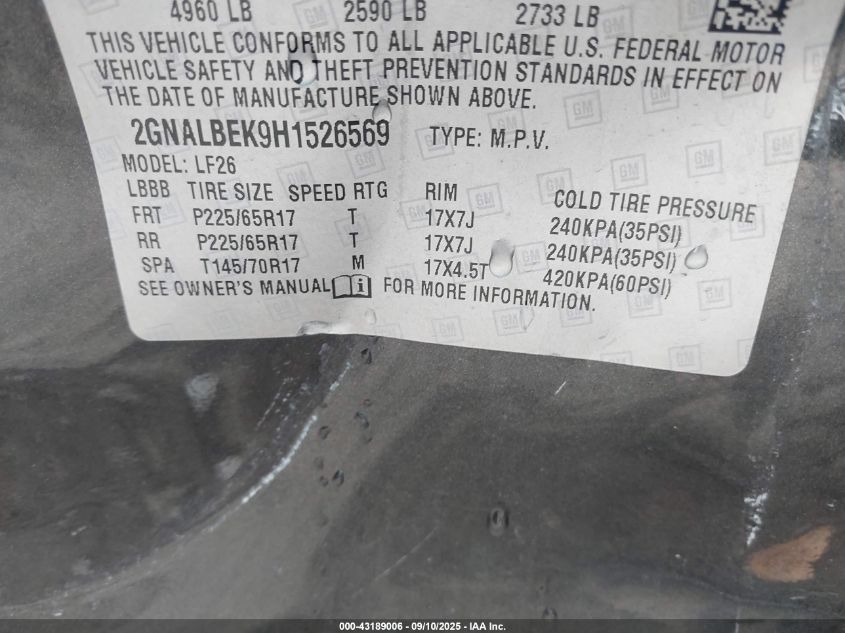 4960 LB 2590 LB 2733 LB
THIS VEHICLE CONFORMS TO ALL APPLICABLE U.S. FEDERAL MOTOR
VEHICLE SAFETY AND THEFT PREVENTION STANDARDS IN EFFECT ON
THE DATE OF MANUFACTURE SHOWN ABOVE.
2GNALBEK9H1526569 TYPE: M.P.V.
MODEL: LF26
LBBB TIRE SIZE SPEED RTG RIM COLD TIRE PRESSURE
FRT P225/65R17 T 17X7J 240KPA(35PSI)
RR P225/65R17 T 17X7J 240KPA(35PSI)
SPA T145/70R17 M 17X4.5T 420KPA(60PSI)
SEE OWNER'S MANUAL i FOR MORE INFORMATION.
000-43189006 - 09/10/2025 - IAA Inc.